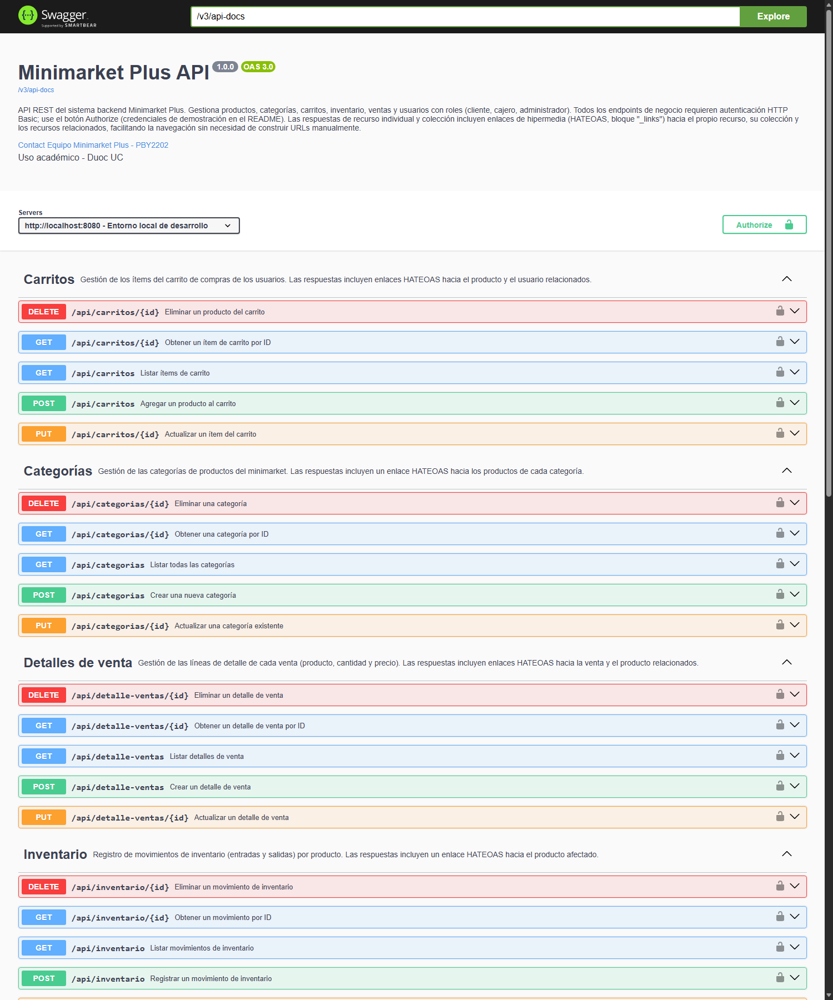 Swagger.
Supported by SMARTBEAR
/v3/api-docs
Explore
Minimarket Plus API 1.0.0 OAS 3.0
/v3/api-docs
API REST del sistema backend Minimarket Plus. Gestiona productos, categorías, carritos, inventario, ventas y usuarios con roles (cliente, cajero, administrador). Todos los endpoints de negocio requieren autenticación HTTP
Basic; use el botón Authorize (credenciales de demostración en el README). Las respuestas de recurso individual y colección incluyen enlaces de hipermedia (HATEOAS, bloque "_links") hacia el propio recurso, su colección y
los recursos relacionados, facilitando la navegación sin necesidad de construir URLs manualmente.
Contact Equipo Minimarket Plus - PBY2202
Uso académico - Duoc UC
Servers
http://localhost:8080 - Entorno local de desarrollo
Authorize
Carritos Gestión de los ítems del carrito de compras de los usuarios. Las respuestas incluyen enlaces HATEOAS hacia el producto y el usuario relacionados.
DELETE /api/carritos/{id} Eliminar un producto del carrito
GET /api/carritos/{id} Obtener un ítem de carrito por ID
GET /api/carritos Listar ítems de carrito
POST /api/carritos Agregar un producto al carrito
PUT /api/carritos/{id} Actualizar un ítem del carrito
Categorías Gestión de las categorías de productos del minimarket. Las respuestas incluyen un enlace HATEOAS hacia los productos de cada categoría.
DELETE /api/categorias/{id} Eliminar una categoría
GET /api/categorias/{id} Obtener una categoría por ID
GET /api/categorias Listar todas las categorías
POST /api/categorias Crear una nueva categoría
PUT /api/categorias/{id} Actualizar una categoría existente
Detalles de venta Gestión de las líneas de detalle de cada venta (producto, cantidad y precio). Las respuestas incluyen enlaces HATEOAS hacia la venta y el producto relacionados.
DELETE /api/detalle-ventas/{id} Eliminar un detalle de venta
GET /api/detalle-ventas/{id} Obtener un detalle de venta por ID
GET /api/detalle-ventas Listar detalles de venta
POST /api/detalle-ventas Crear un detalle de venta
PUT /api/detalle-ventas/{id} Actualizar un detalle de venta
Inventario Registro de movimientos de inventario (entradas y salidas) por producto. Las respuestas incluyen un enlace HATEOAS hacia el producto afectado.
DELETE /api/inventario/{id} Eliminar un movimiento de inventario
GET /api/inventario/{id} Obtener un movimiento por ID
GET /api/inventario Listar movimientos de inventario
POST /api/inventario Registrar un movimiento de inventario